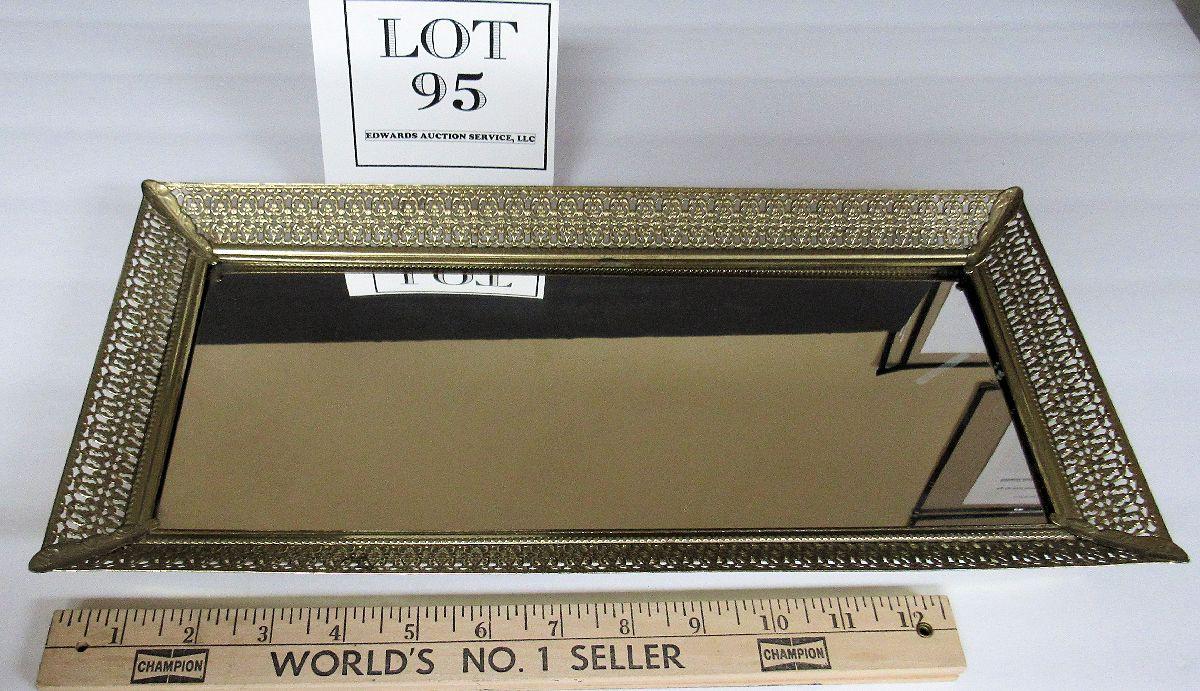 LOT
95
EDWARDS AUCTION SERVICE, LLC
LOT
1 2 3 4 5 6 7 8 9 10 11 12
CHAMPION WORLD'S NO. 1 SELLER CHAMPION